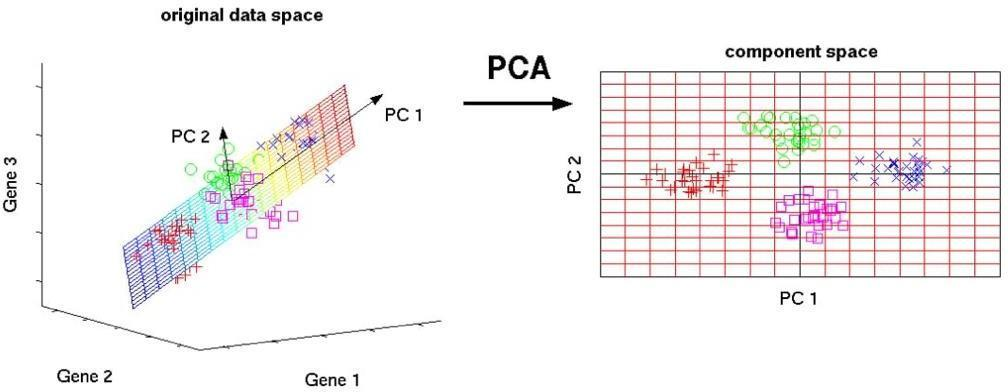 original data space
PC 1
PC 2
Gene 3
Gene 2
Gene 1
PCA
component space
PC 2
PC 1